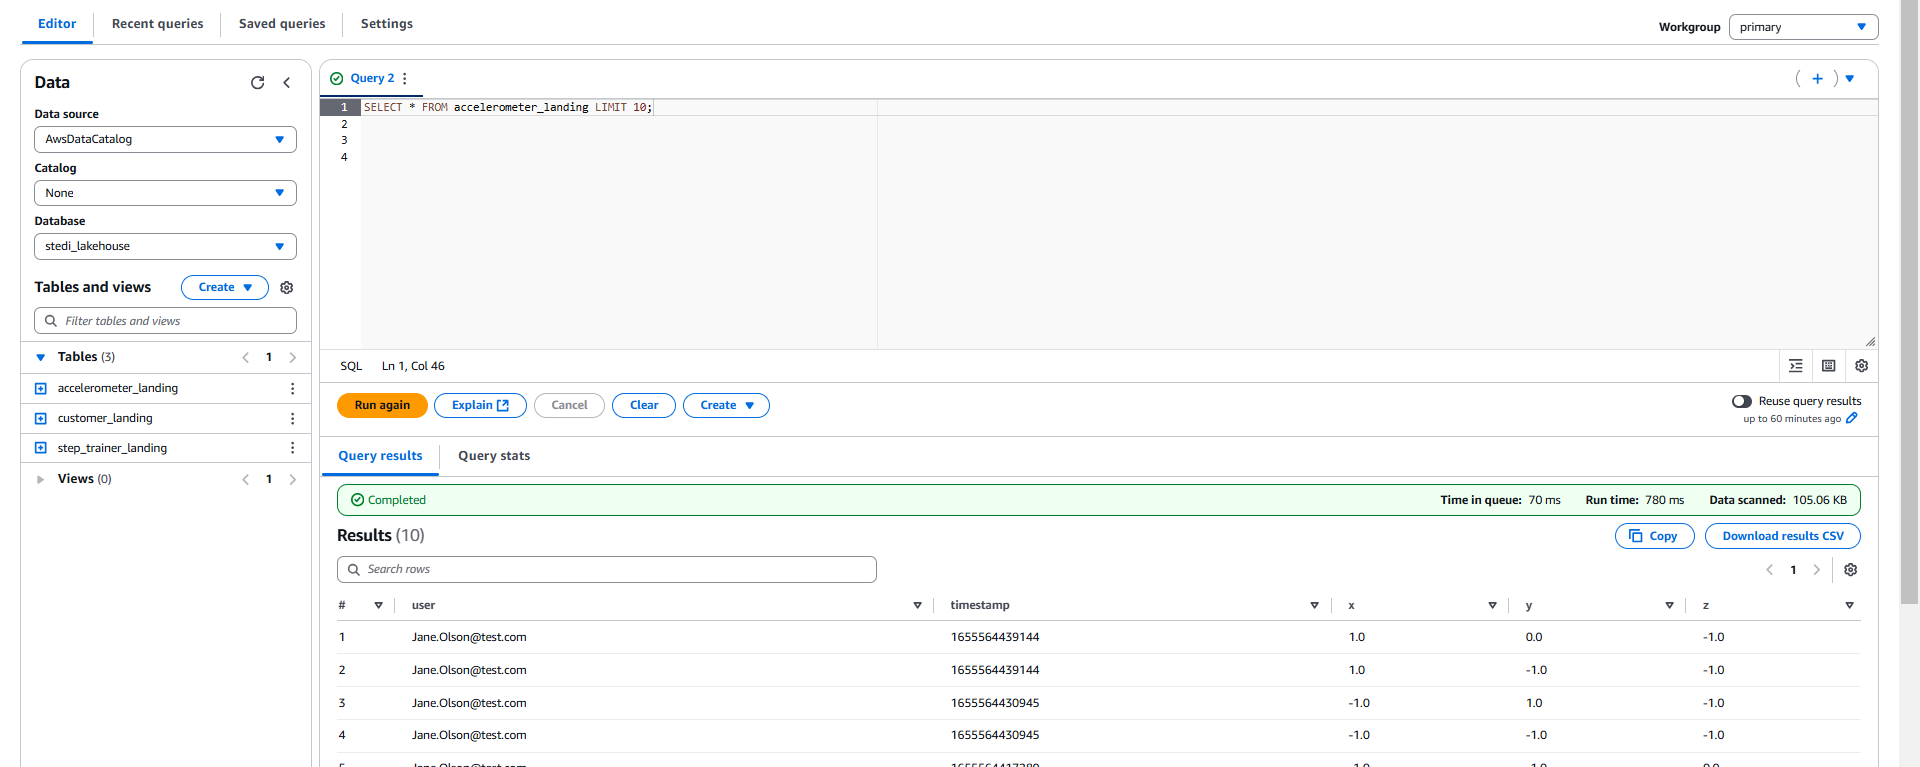 Editor Recent queries Saved queries Settings
Workgroup primary
Data
Data source
AwsDataCatalog
Catalog
None
Database
stedi_lakehouse
Tables and views Create
Filter tables and views
Tables (3) 1
accelerometer_landing
customer_landing
step_trainer_landing
Views (0) 1
Query 2
1 SELECT * FROM accelerometer_landing LIMIT 10;
2
3
4
SQL Ln 1, Col 46
Run again Explain Cancel Clear Create
Reuse query results
up to 60 minutes ago
Query results Query stats
Completed Time in queue: 70 ms Run time: 780 ms Data scanned: 105.06 KB
Results (10) Copy Download results CSV
Search rows 1
# user timestamp x y z
1 Jane.Olson@test.com 1655564439144 1.0 0.0 -1.0
2 Jane.Olson@test.com 1655564439144 1.0 -1.0 -1.0
3 Jane.Olson@test.com 1655564430945 -1.0 1.0 -1.0
4 Jane.Olson@test.com 1655564430945 -1.0 -1.0 -1.0